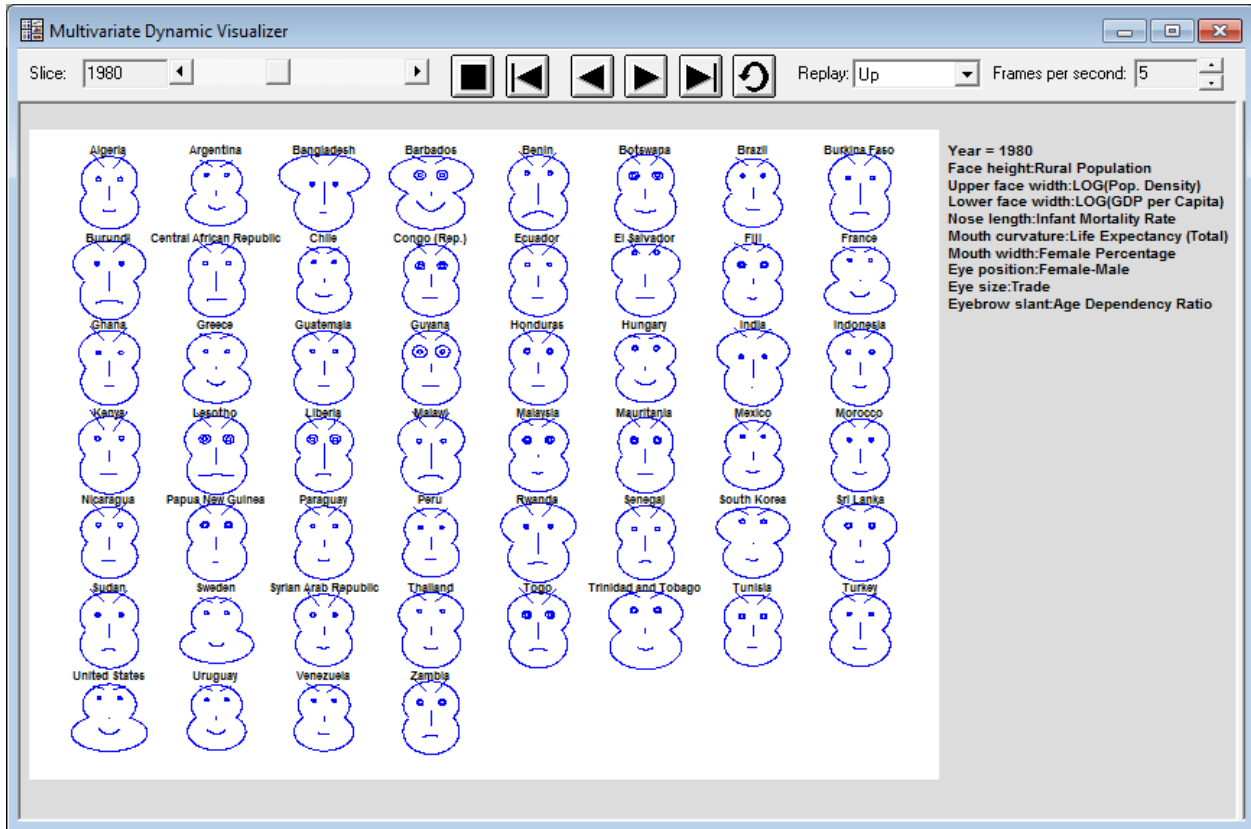 Multivariate Dynamic Visualizer
Slice: 1980 Replay: Up Frames per second: 5
Algeria Argentina Bangladesh Barbados Benin Botswana Brazil Burkina Faso
Burundi Central African Republic Chile Congo (Rep.) Ecuador El Salvador Fiji France
Ghana Greece Guatemala Guyana Honduras Hungary India Indonesia
Kenya Lesotho Liberia Malawi Malaysia Mauritania Mexico Morocco
Nicaragua Papua New Guinea Paraguay Peru Rwanda Senegal South Korea Sri Lanka
Sudan Sweden Syrian Arab Republic Thailand Togo Trinidad and Tobago Tunisia Turkey
United States Uruguay Venezuela Zambia
Year = 1980
Face height:Rural Population
Upper face width:LOG(Pop. Density)
Lower face width:LOG(GDP per Capita)
Nose length:Infant Mortality Rate
Mouth curvature:Life Expectancy (Total)
Mouth width:Female Percentage
Eye position:Female-Male
Eye size:Trade
Eyebrow slant:Age Dependency Ratio